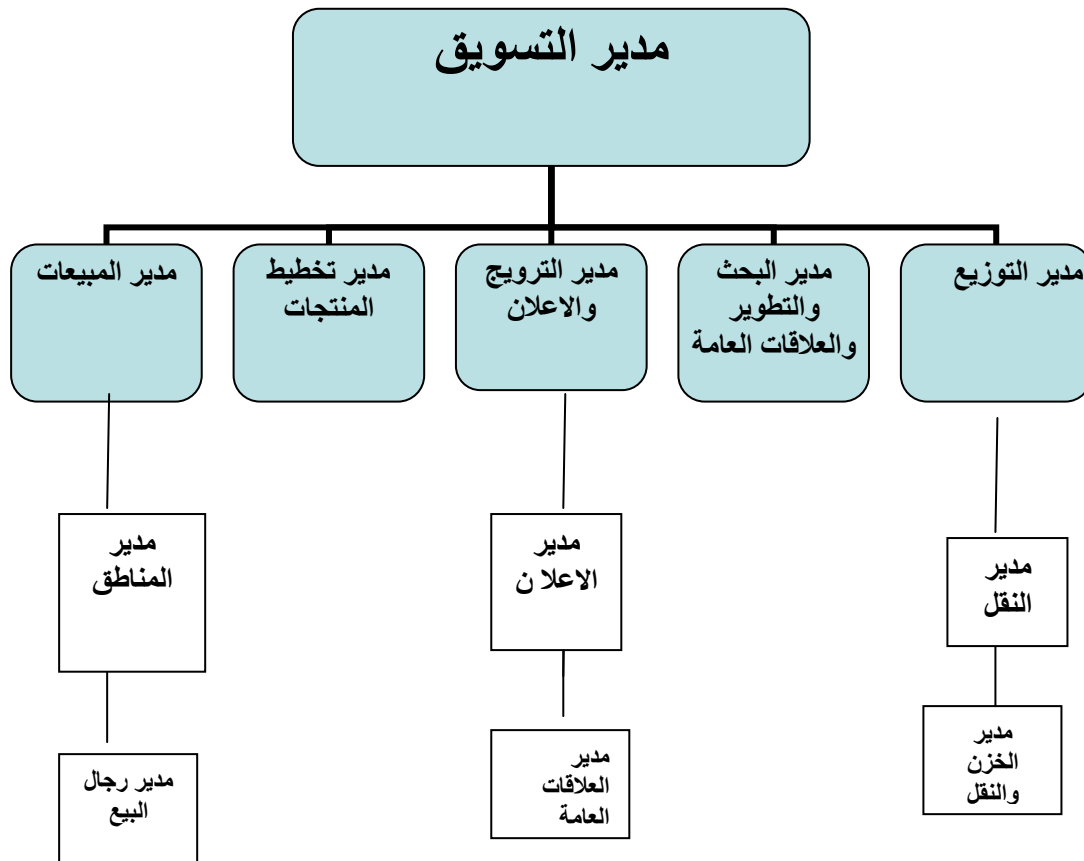 مدير التسويق
مدير التوزيع
مدير البحث
والتطوير
والعلاقات العامة
مدير الترويج
والاعلان
مدير تخطيط
المنتجات
مدير المبيعات
مدير
النقل
مدير
الاعلا ن
مدير
المناطق
مدير
الخزن
والنقل
مدير
العلاقات
العامة
مدير رجال
البيع